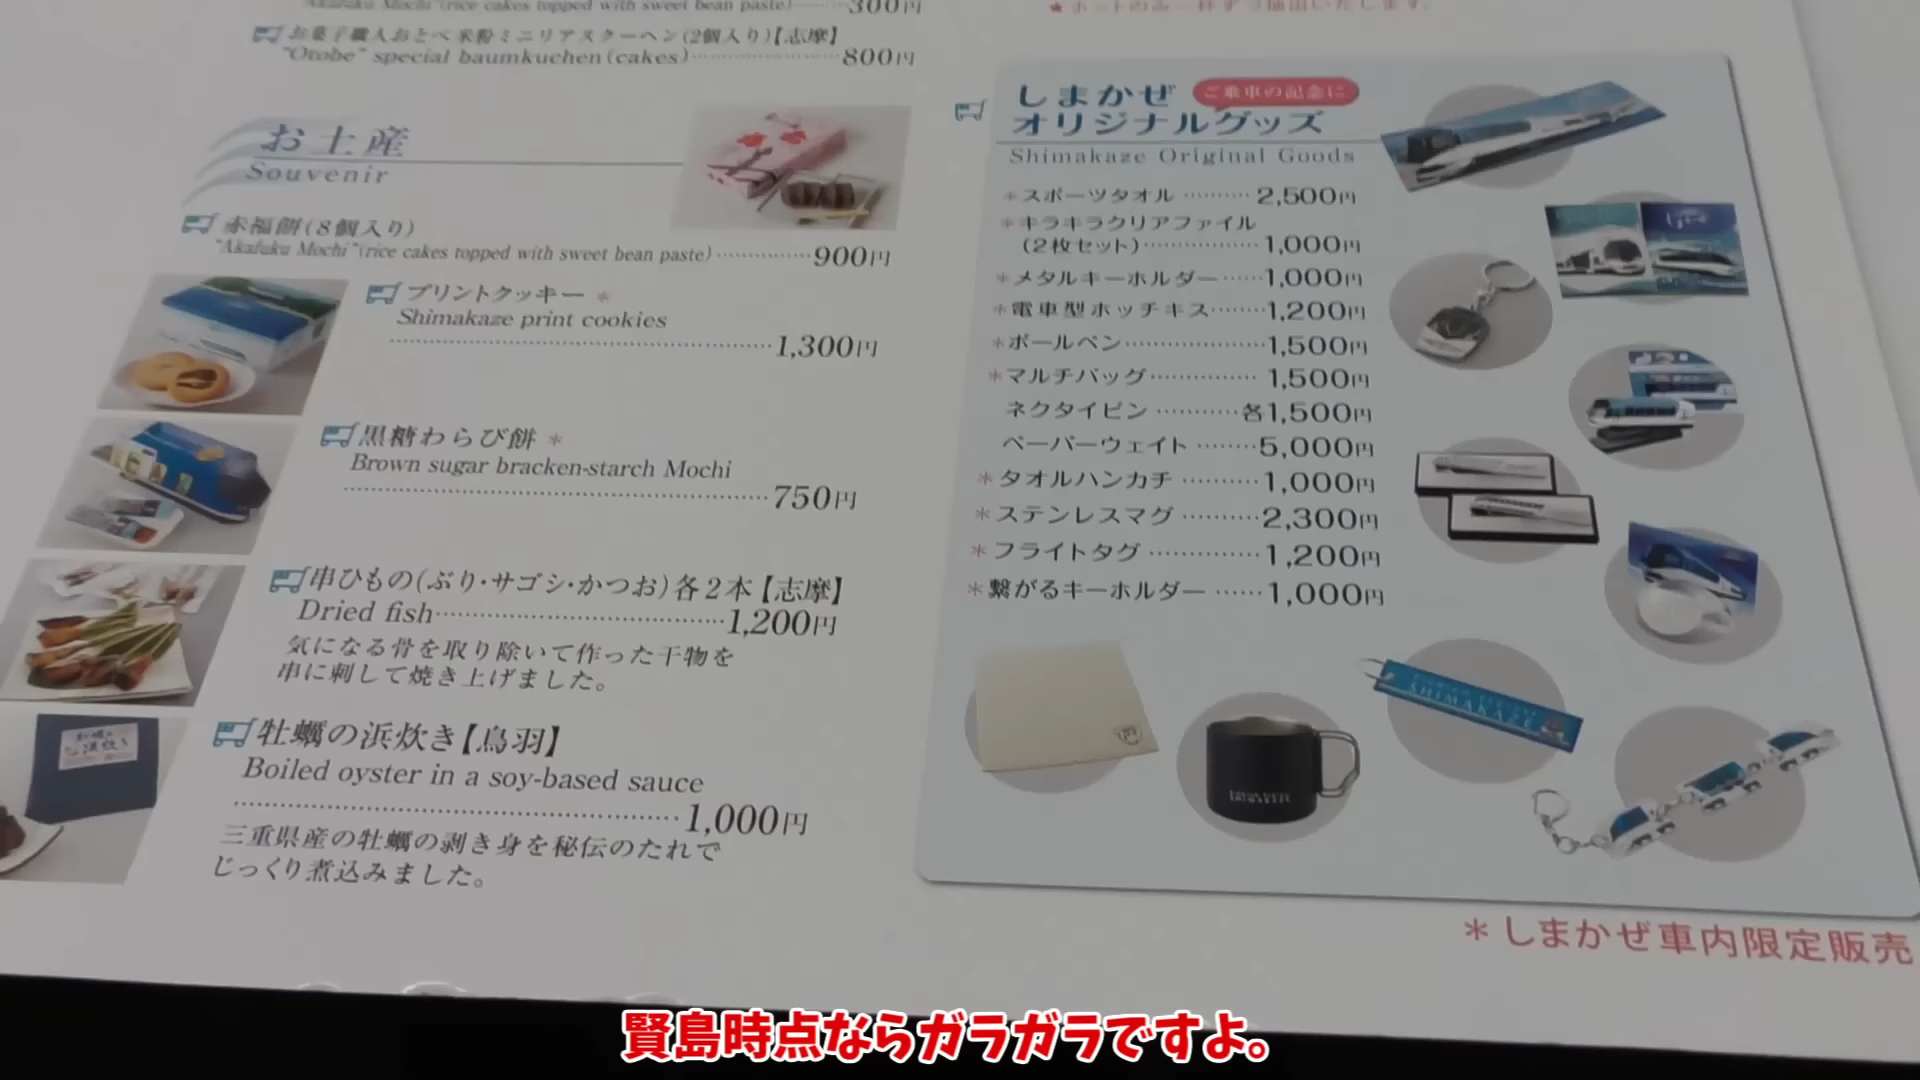 "Akafuku Mochi"(rice cakes topped with sweet bean paste)……300円
お菓子職人おとべ 米粉ミニリアスクーヘン(2個入り)【志摩】
"Otobe" special baumkuchen(cakes)……800円
お土産
Souvenir
赤福餅(8個入り)
"Akafuku Mochi"(rice cakes topped with sweet bean paste)……900円
プリントクッキー *
Shimakaze print cookies
……1,300円
黒糖わらび餅 *
Brown sugar bracken-starch Mochi
……750円
串ひもの(ぶり・サゴシ・かつお)各2本【志摩】
Dried fish……1,200円
気になる骨を取り除いて作った干物を
串に刺して焼き上げました。
牡蠣の浜炊き【鳥羽】
Boiled oyster in a soy-based sauce
……1,000円
三重県産の牡蠣の剥き身を秘伝のたれで
じっくり煮込みました。
しまかぜ ご乗車の記念に
オリジナルグッズ
Shimakaze Original Goods
*スポーツタオル……2,500円
*キラキラクリアファイル
(2枚セット)……1,000円
*メタルキーホルダー……1,000円
*電車型ホッチキス……1,200円
*ボールペン……1,500円
*マルチバッグ……1,500円
ネクタイピン……各1,500円
ペーパーウェイト……5,000円
*タオルハンカチ……1,000円
*ステンレスマグ……2,300円
*フライトタグ……1,200円
*繋がるキーホルダー……1,000円
SHIMAKAZE
*しまかぜ車内限定販売
賢島時点ならガラガラですよ。